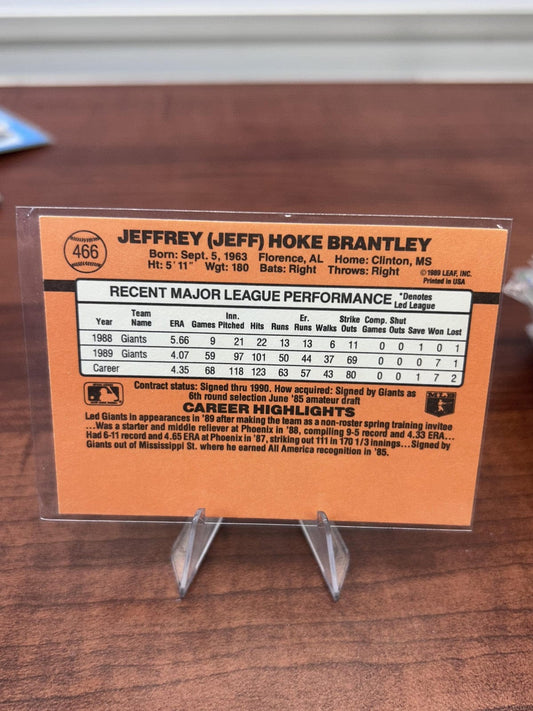 466
JEFFREY (JEFF) HOKE BRANTLEY
Born: Sept. 5, 1963 Florence, AL Home: Clinton, MS
Ht: 5' 11" Wgt: 180 Bats: Right Throws: Right
©1989 LEAF, INC.
Printed in USA
RECENT MAJOR LEAGUE PERFORMANCE
*Denotes
Led League
Year Team Name ERA Games Inn. Pitched Hits Runs Er. Runs Walks Strike Outs Comp. Games Shut Outs Save Won Lost
1988 Giants 5.66 9 21 22 13 13 6 11 0 0 1 0 1
1989 Giants 4.07 59 97 101 50 44 37 69 0 0 0 7 1
Career 4.35 68 118 123 63 57 43 80 0 0 1 7 2
Contract status: Signed thru 1990. How acquired: Signed by Giants as
6th round selection June '85 amateur draft
CAREER HIGHLIGHTS
Led Giants in appearances in '89 after making the team as a non-roster spring training invitee
...Was a starter and middle reliever at Phoenix in '88, compiling 9-5 record and 4.33 ERA...
Had 6-11 record and 4.65 ERA at Phoenix in '87, striking out 111 in 170 1/3 innings...Signed by
Giants out of Mississippi St. where he earned All America recognition in '85.